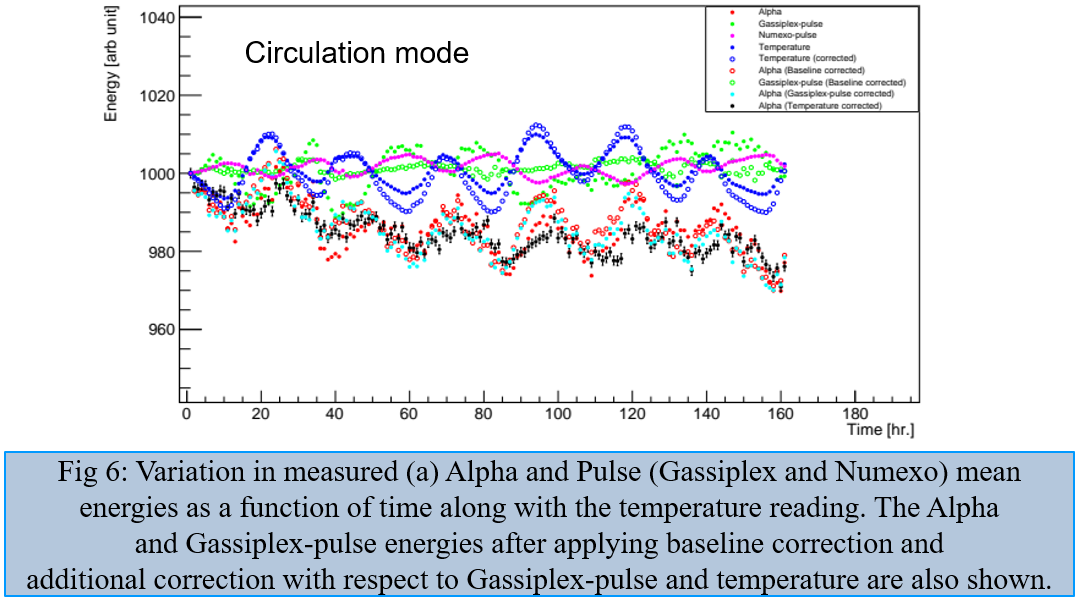 1040
1020
1000
980
960
Energy [arb unit]
Circulation mode
Alpha
Gassiplex-pulse
Numexo-pulse
Temperature
Temperature (corrected)
Alpha (Baseline corrected)
Gassiplex-pulse (Baseline corrected)
Alpha (Gassiplex-pulse corrected)
Alpha (Temperature corrected)
0 20 40 60 80 100 120 140 160 180
Time [hr.]
Fig 6: Variation in measured (a) Alpha and Pulse (Gassiplex and Numexo) mean
energies as a function of time along with the temperature reading. The Alpha
and Gassiplex-pulse energies after applying baseline correction and
additional correction with respect to Gassiplex-pulse and temperature are also shown.